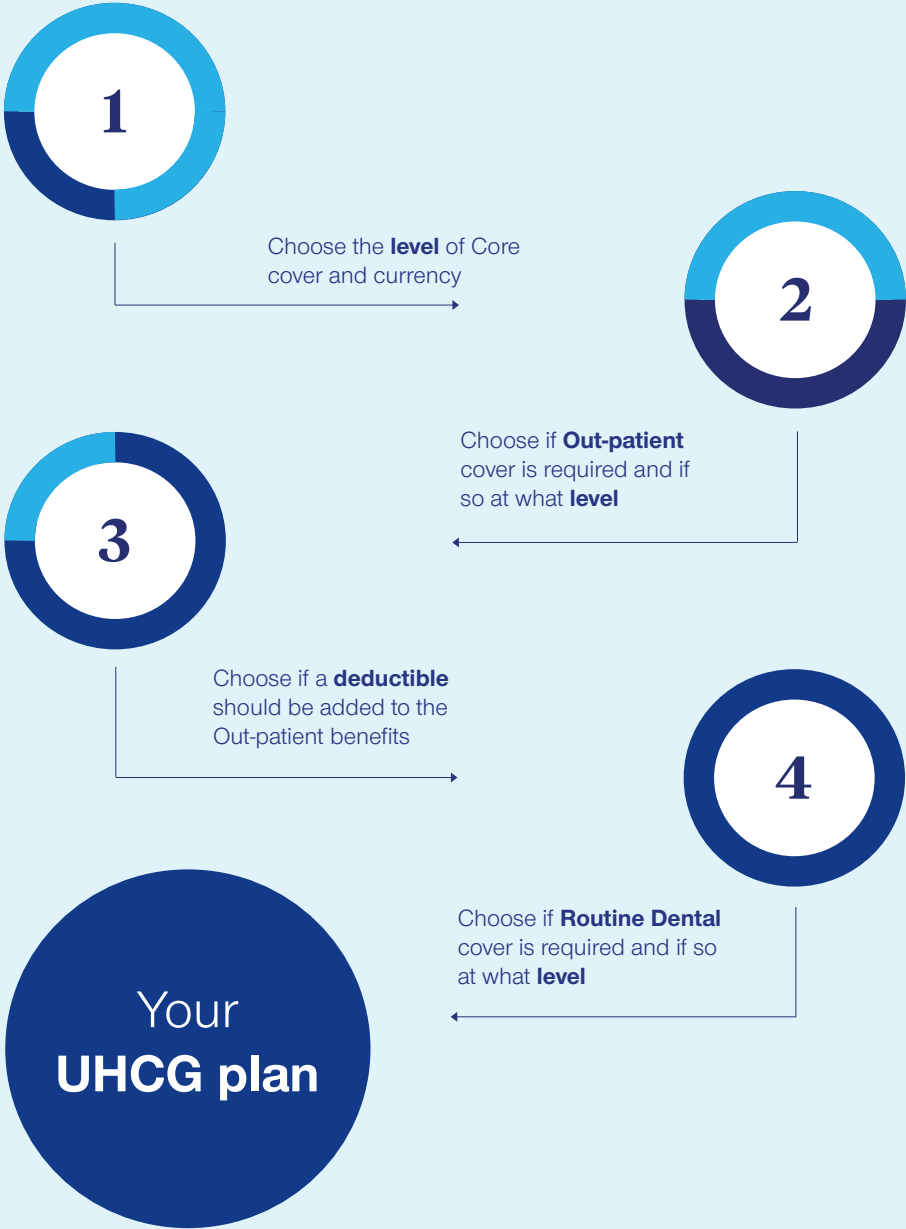 1
Choose the level of Core
cover and currency
2
Choose if Out-patient
cover is required and if
so at what level
3
Choose if a deductible
should be added to the
Out-patient benefits
4
Choose if Routine Dental
cover is required and if so
at what level
Your
UHCG plan